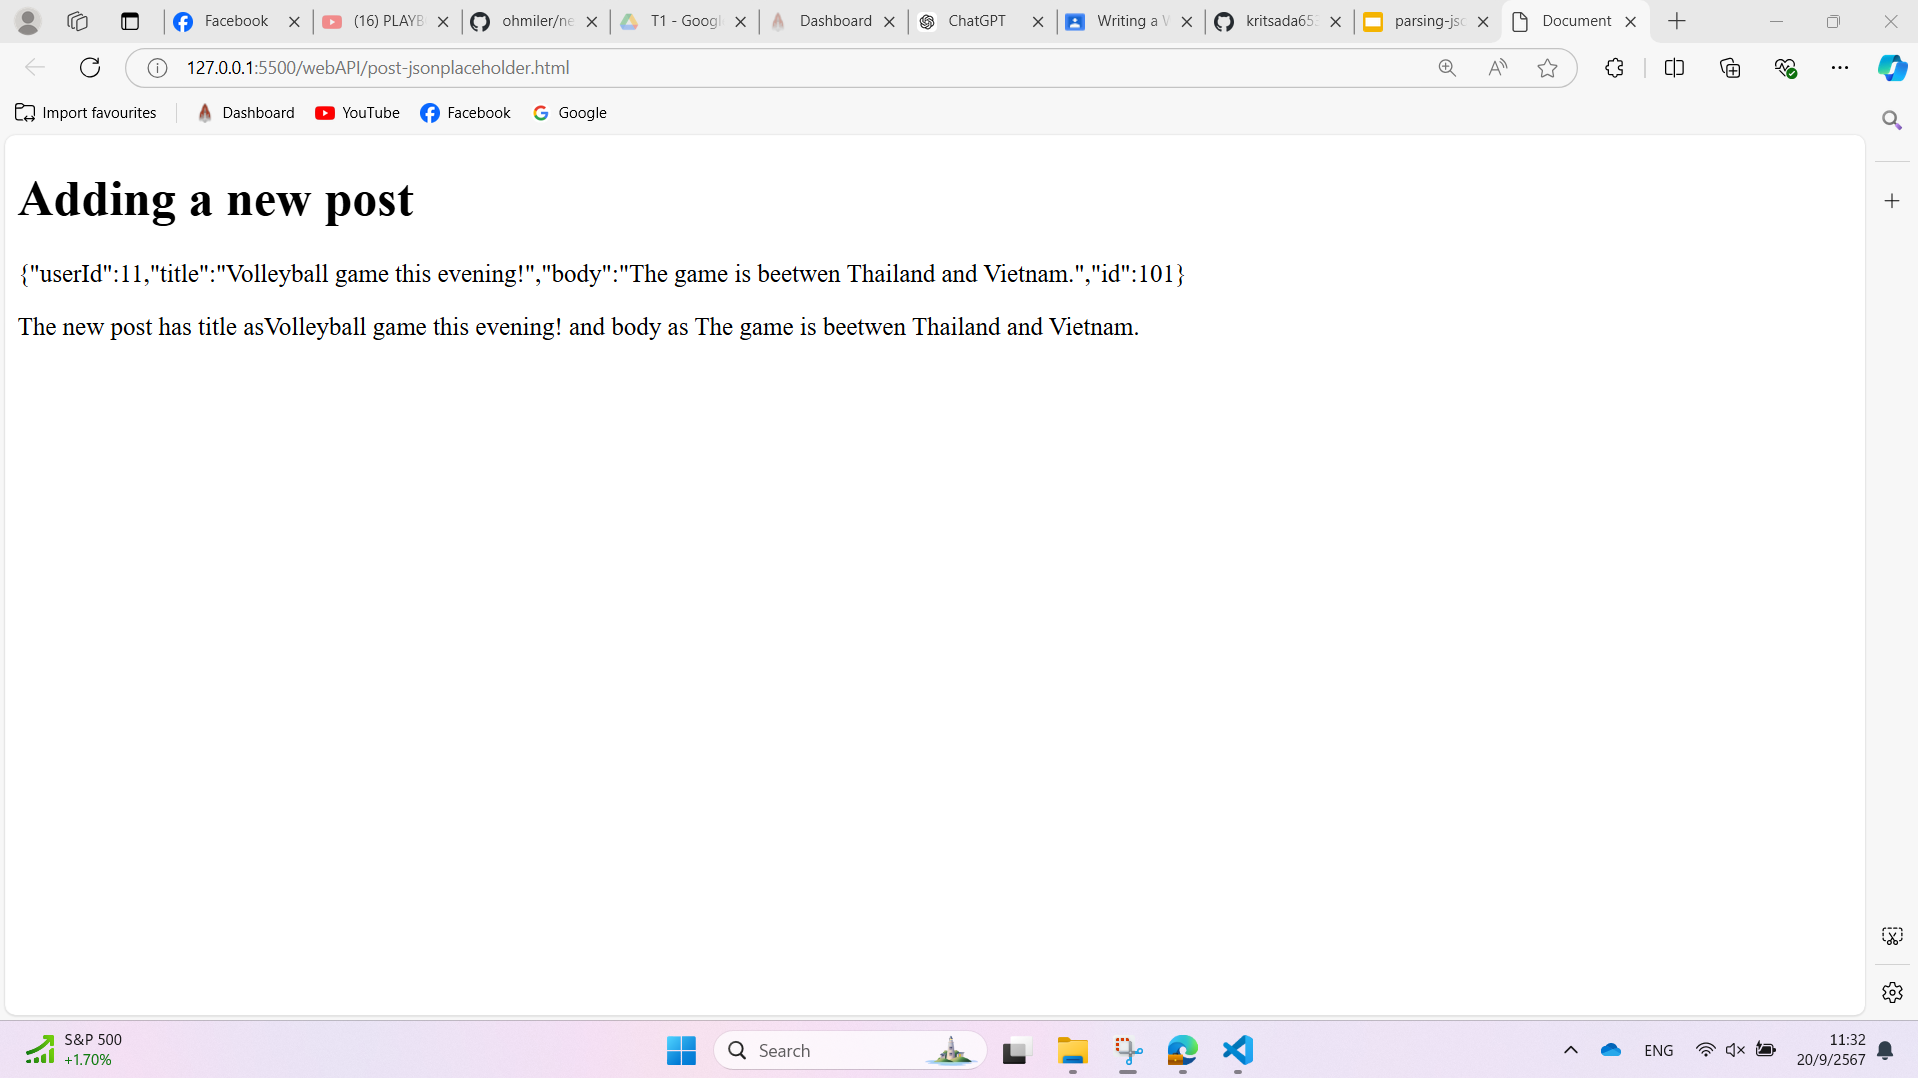 Facebook
(16) PLAYB
ohmiler/ne
T1 - Googl
Dashboard
ChatGPT
Writing a W
kritsada653
parsing-jso
Document
127.0.0.1:5500/webAPI/post-jsonplaceholder.html
Import favourites
Dashboard
YouTube
Facebook
Google
Adding a new post
{"userId":11,"title":"Volleyball game this evening!","body":"The game is beetwen Thailand and Vietnam.","id":101}
The new post has title asVolleyball game this evening! and body as The game is beetwen Thailand and Vietnam.
S&P 500
+1.70%
Search
ENG
11:32
20/9/2567